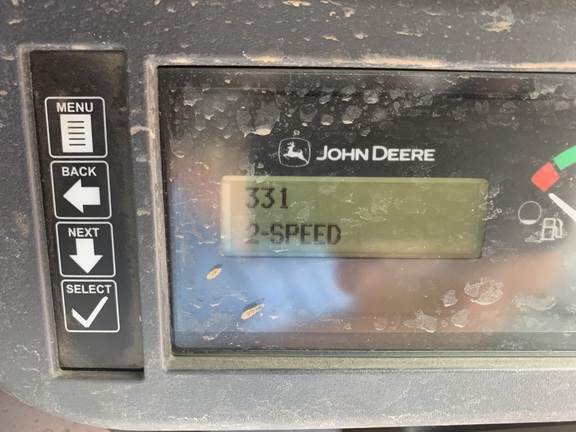 MENU
BACK
NEXT
SELECT
JOHN DEERE
331
2-SPEED